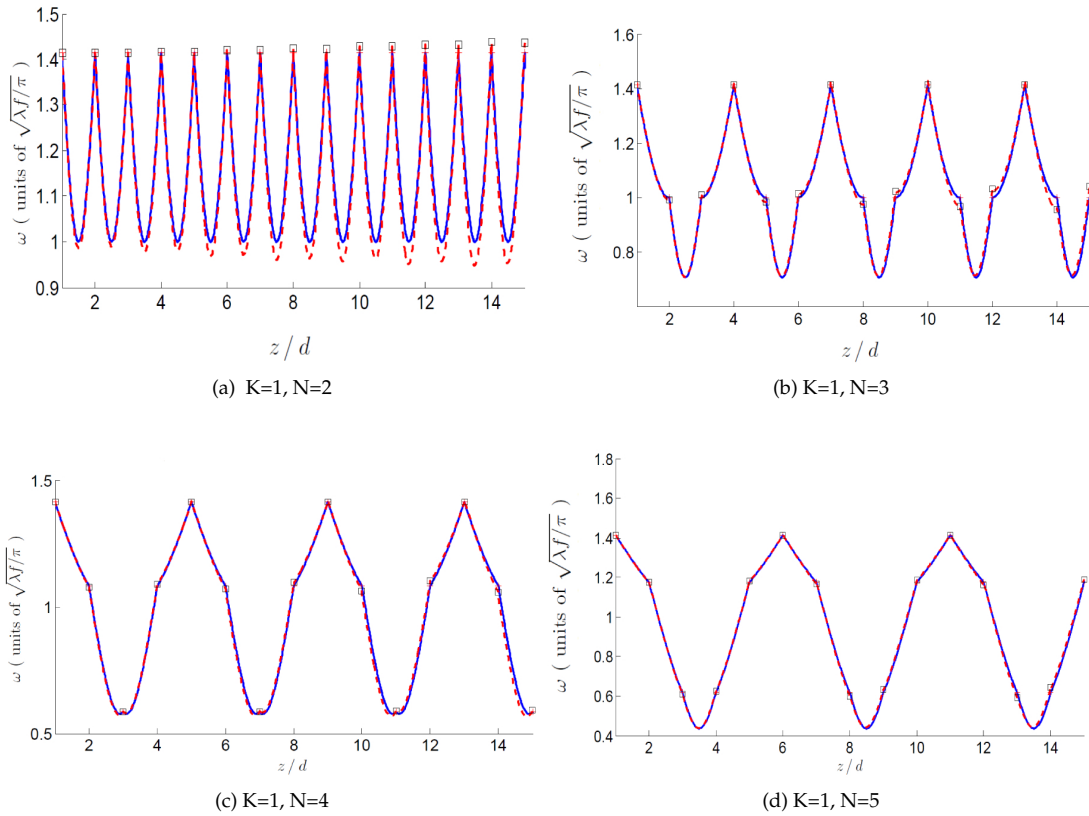 1.5
1.4
1.3
1.2
1.1
1
0.9
2 4 6 8 10 12 14
ω ( units of √λf/π )
z / d
(a) K=1, N=2
1.6
1.4
1.2
1
0.8
2 4 6 8 10 12 14
ω ( units of √λf/π )
z / d
(b) K=1, N=3
1.5
1
0.5
2 4 6 8 10 12 14
ω ( units of √λf/π )
z / d
(c) K=1, N=4
1.8
1.6
1.4
1.2
1
0.8
0.6
0.4
2 4 6 8 10 12 14
ω ( units of √λf/π )
z / d
(d) K=1, N=5